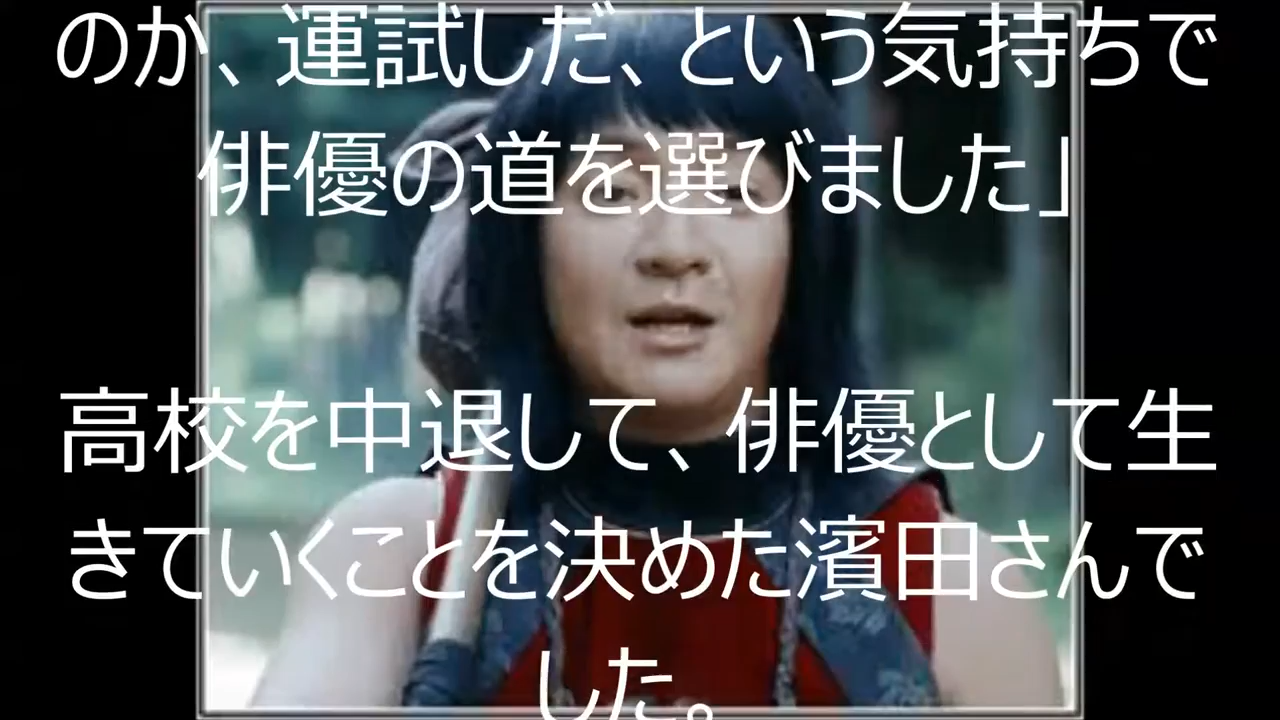 のか、運試しだ、という気持ちで
俳優の道を選びました」
高校を中退して、俳優として生
きていくことを決めた濱田さんで
した。